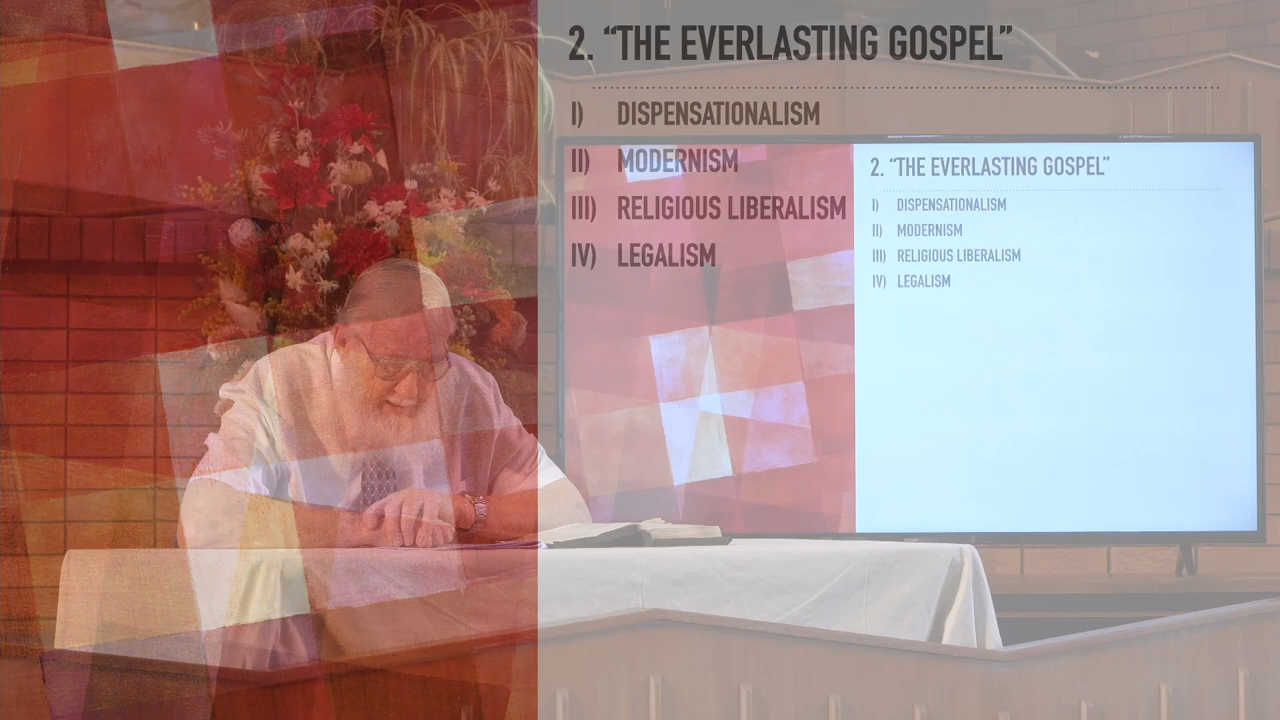 2. “THE EVERLASTING GOSPEL”
I) DISPENSATIONALISM
II) MODERNISM
III) RELIGIOUS LIBERALISM
IV) LEGALISM
2. “THE EVERLASTING GOSPEL”
I) DISPENSATIONALISM
II) MODERNISM
III) RELIGIOUS LIBERALISM
IV) LEGALISM